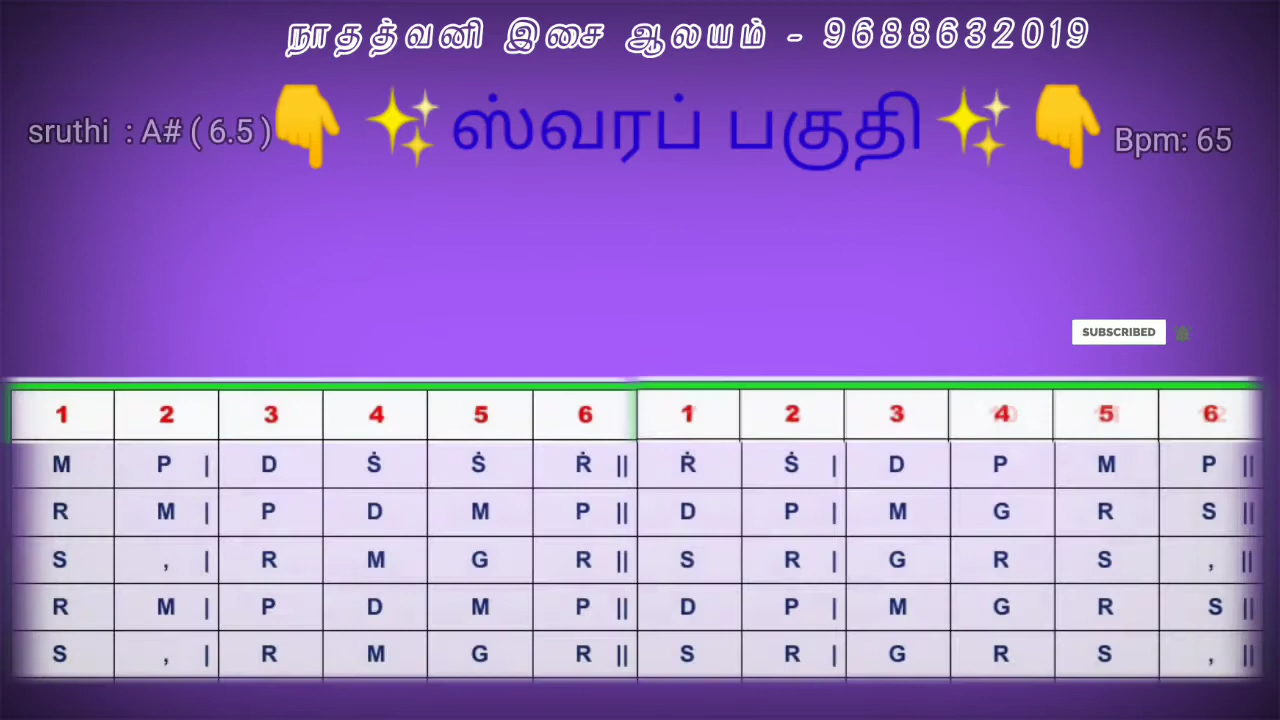 நாதத்வனி இசை ஆலயம் - 9688632019
sruthi : A# ( 6.5 ) 👇 ✨ ஸ்வரப் பகுதி ✨ 👇 Bpm: 65
SUBSCRIBED
1 2 3 4 5 6 1 2 3 4 5 6
M P | D Ṡ Ṡ Ṙ || Ṙ Ṡ | D P M P ||
R M | P D M P || D P | M G R S ||
S , | R M G R || S R | G R S , ||
R M | P D M P || D P | M G R S ||
S , | R M G R || S R | G R S , ||